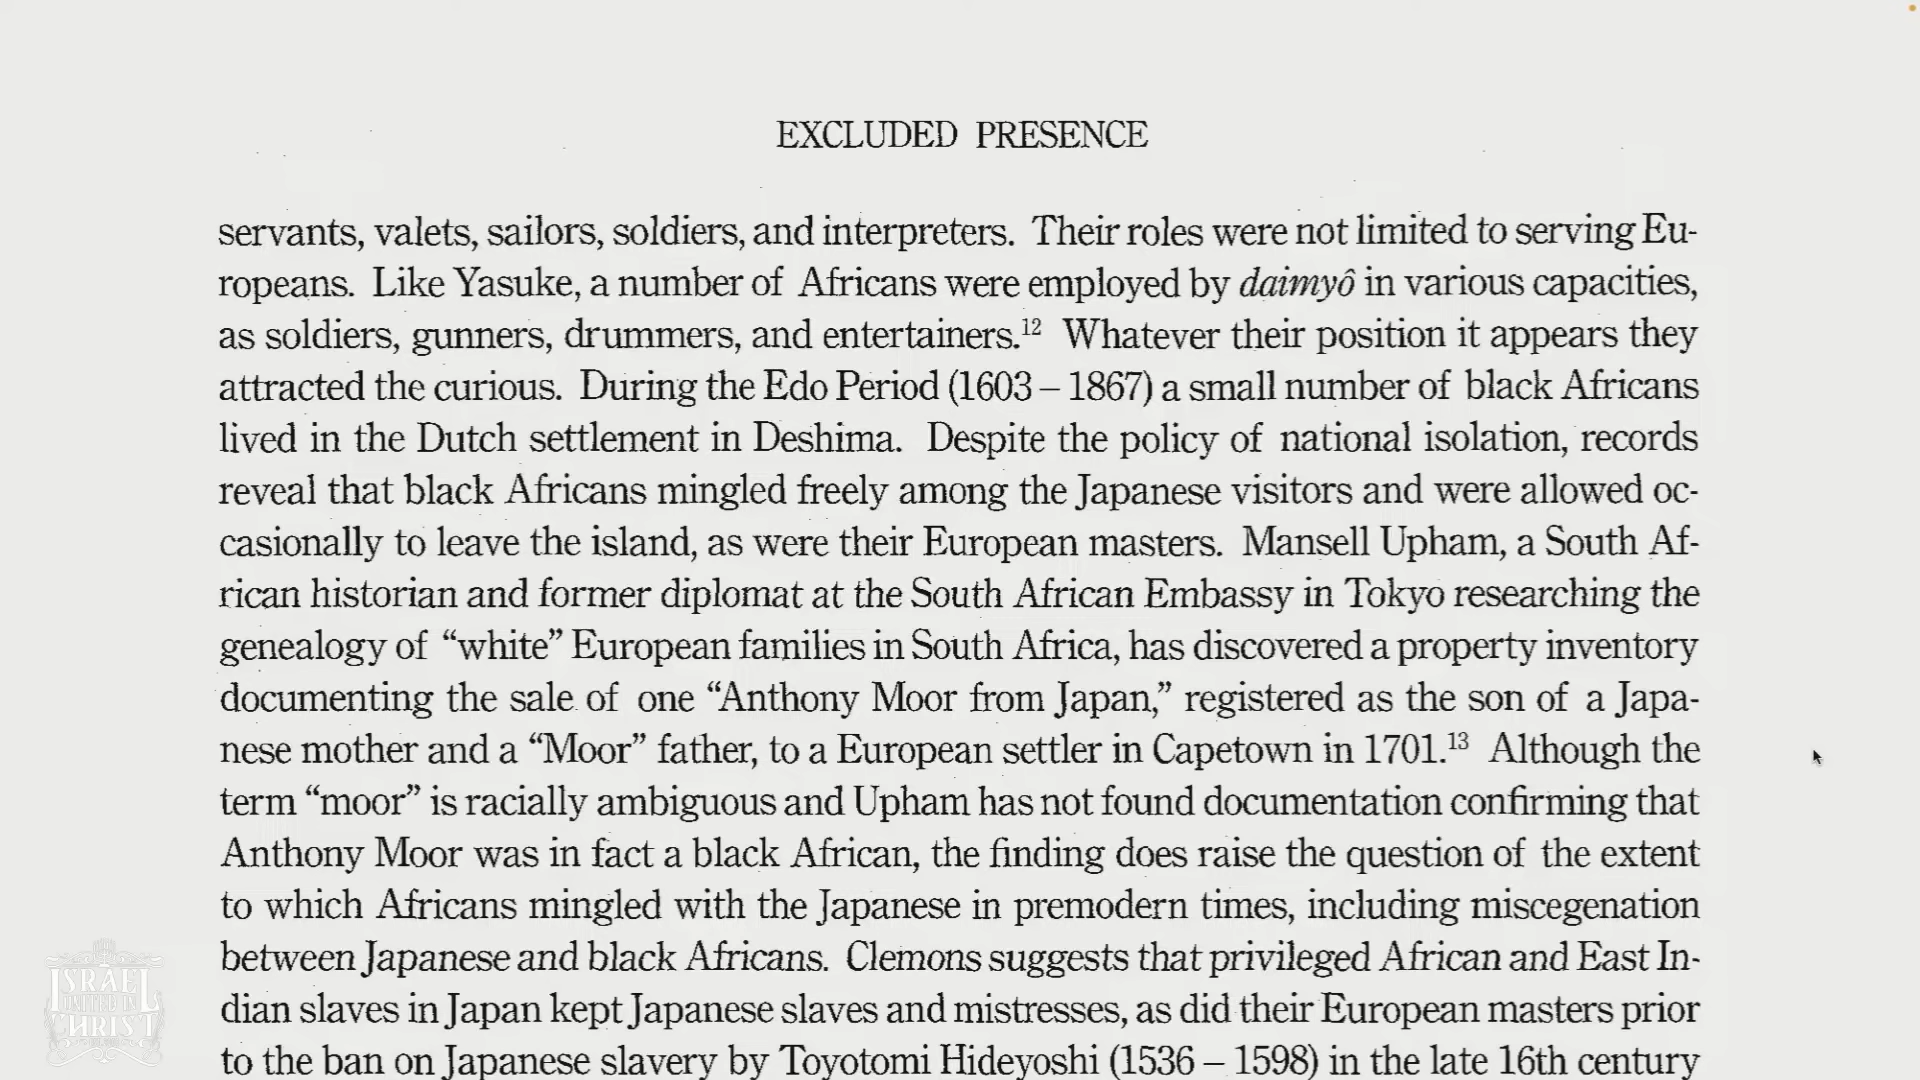 EXCLUDED PRESENCE
servants, valets, sailors, soldiers, and interpreters. Their roles were not limited to serving Eu-
ropeans. Like Yasuke, a number of Africans were employed by daimyô in various capacities,
as soldiers, gunners, drummers, and entertainers.¹² Whatever their position it appears they
attracted the curious. During the Edo Period (1603 – 1867) a small number of black Africans
lived in the Dutch settlement in Deshima. Despite the policy of national isolation, records
reveal that black Africans mingled freely among the Japanese visitors and were allowed oc-
casionally to leave the island, as were their European masters. Mansell Upham, a South Af-
rican historian and former diplomat at the South African Embassy in Tokyo researching the
genealogy of “white” European families in South Africa, has discovered a property inventory
documenting the sale of one “Anthony Moor from Japan,” registered as the son of a Japa-
nese mother and a “Moor” father, to a European settler in Capetown in 1701.¹³ Although the
term “moor” is racially ambiguous and Upham has not found documentation confirming that
Anthony Moor was in fact a black African, the finding does raise the question of the extent
to which Africans mingled with the Japanese in premodern times, including miscegenation
between Japanese and black Africans. Clemons suggests that privileged African and East In-
dian slaves in Japan kept Japanese slaves and mistresses, as did their European masters prior
to the ban on Japanese slavery by Toyotomi Hideyoshi (1536 – 1598) in the late 16th century
ISRAEL
UNITED IN
CHRIST